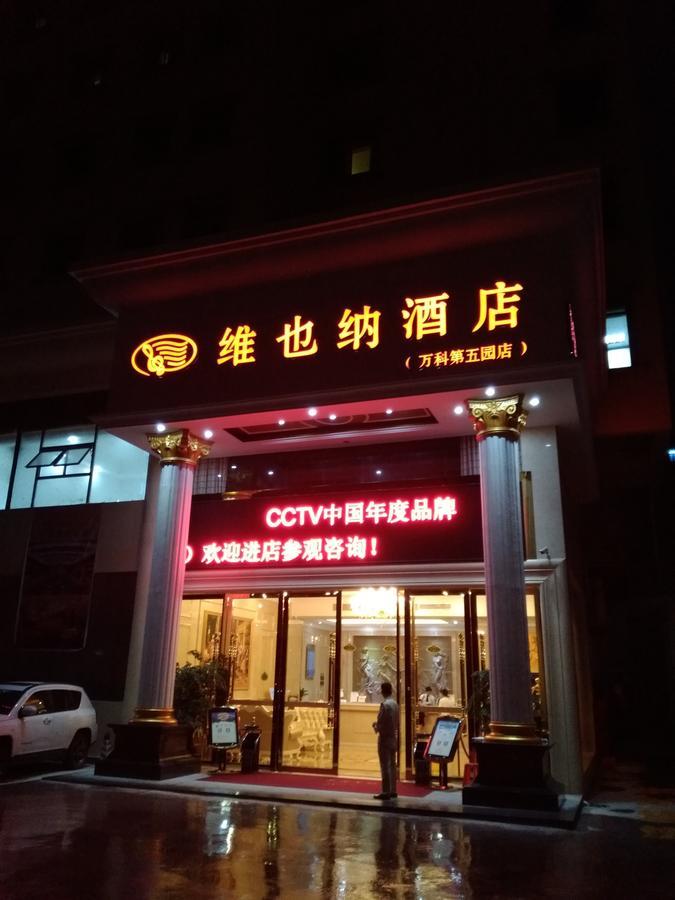 维也纳酒店
（万科第五园店）
CCTV中国年度品牌
欢迎进店参观咨询！